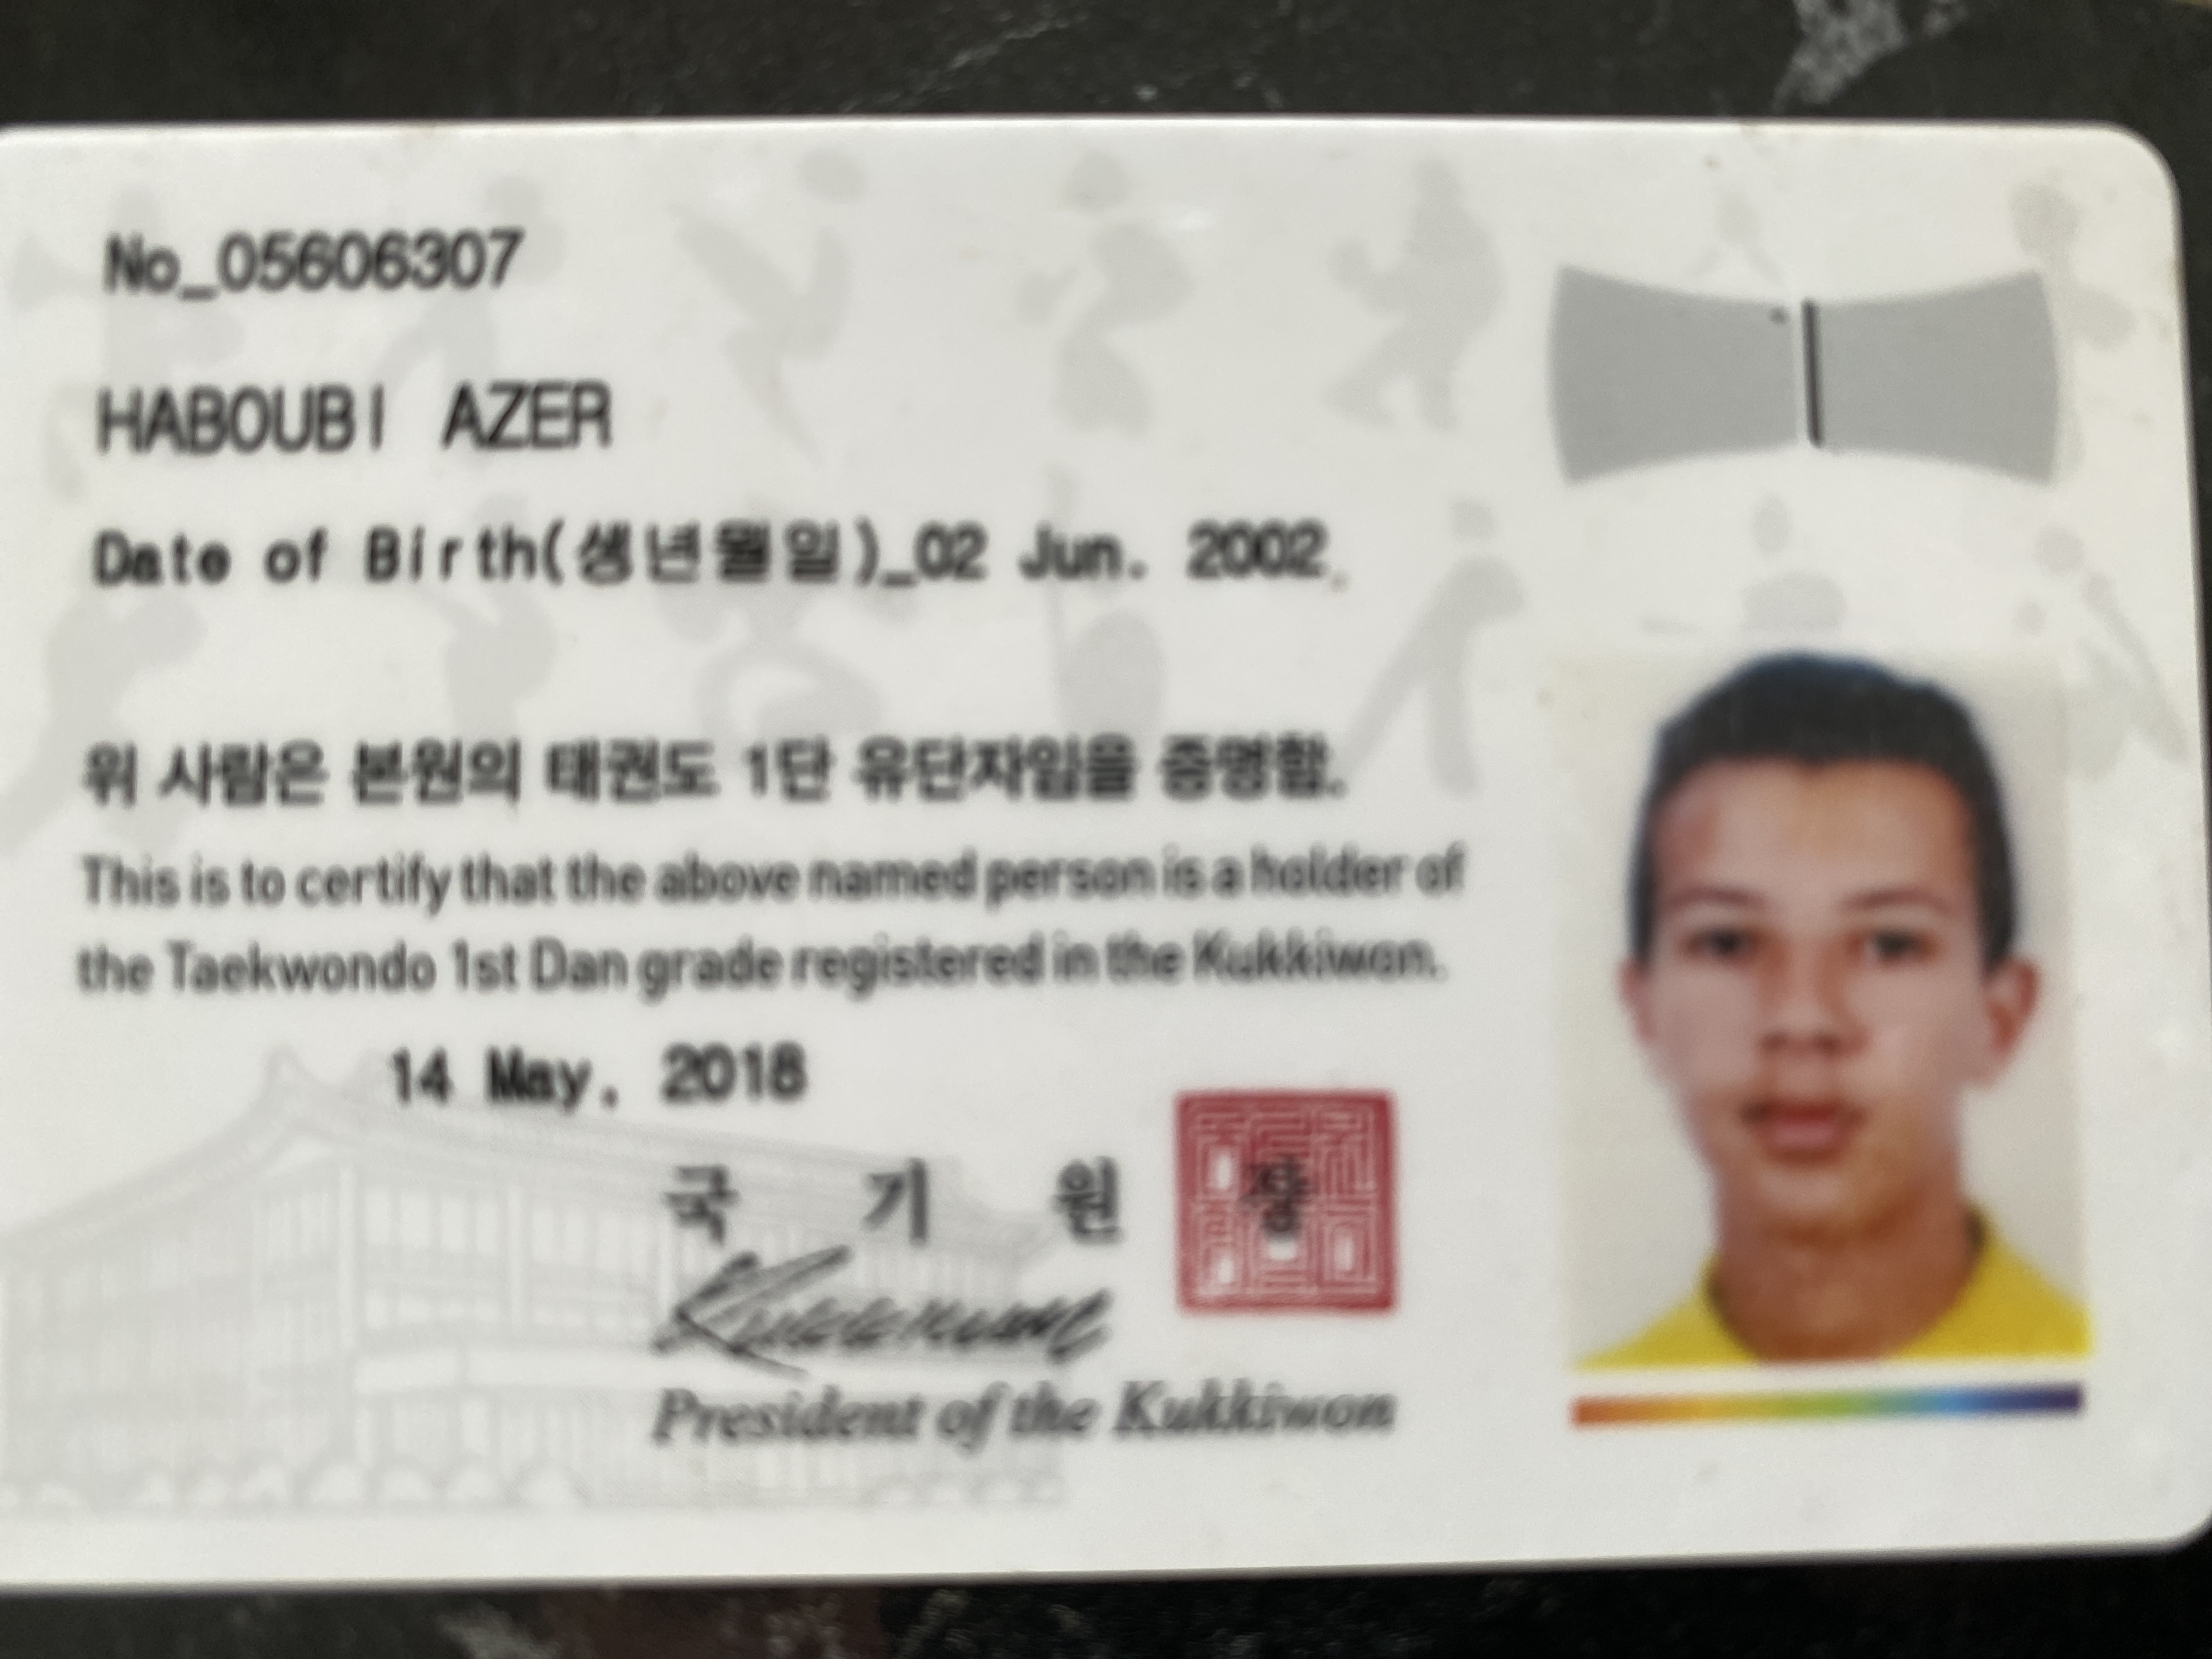 No_05606307
HABOUBI AZER
Date of Birth(생년월일)_02 Jun. 2002.
위 사람은 본원의 태권도 1단 유단자임을 증명함.
This is to certify that the above named person is a holder of
the Taekwondo 1st Dan grade registered in the Kukkiwon.
14 May, 2018
국 기 원 장
President of the Kukkiwon